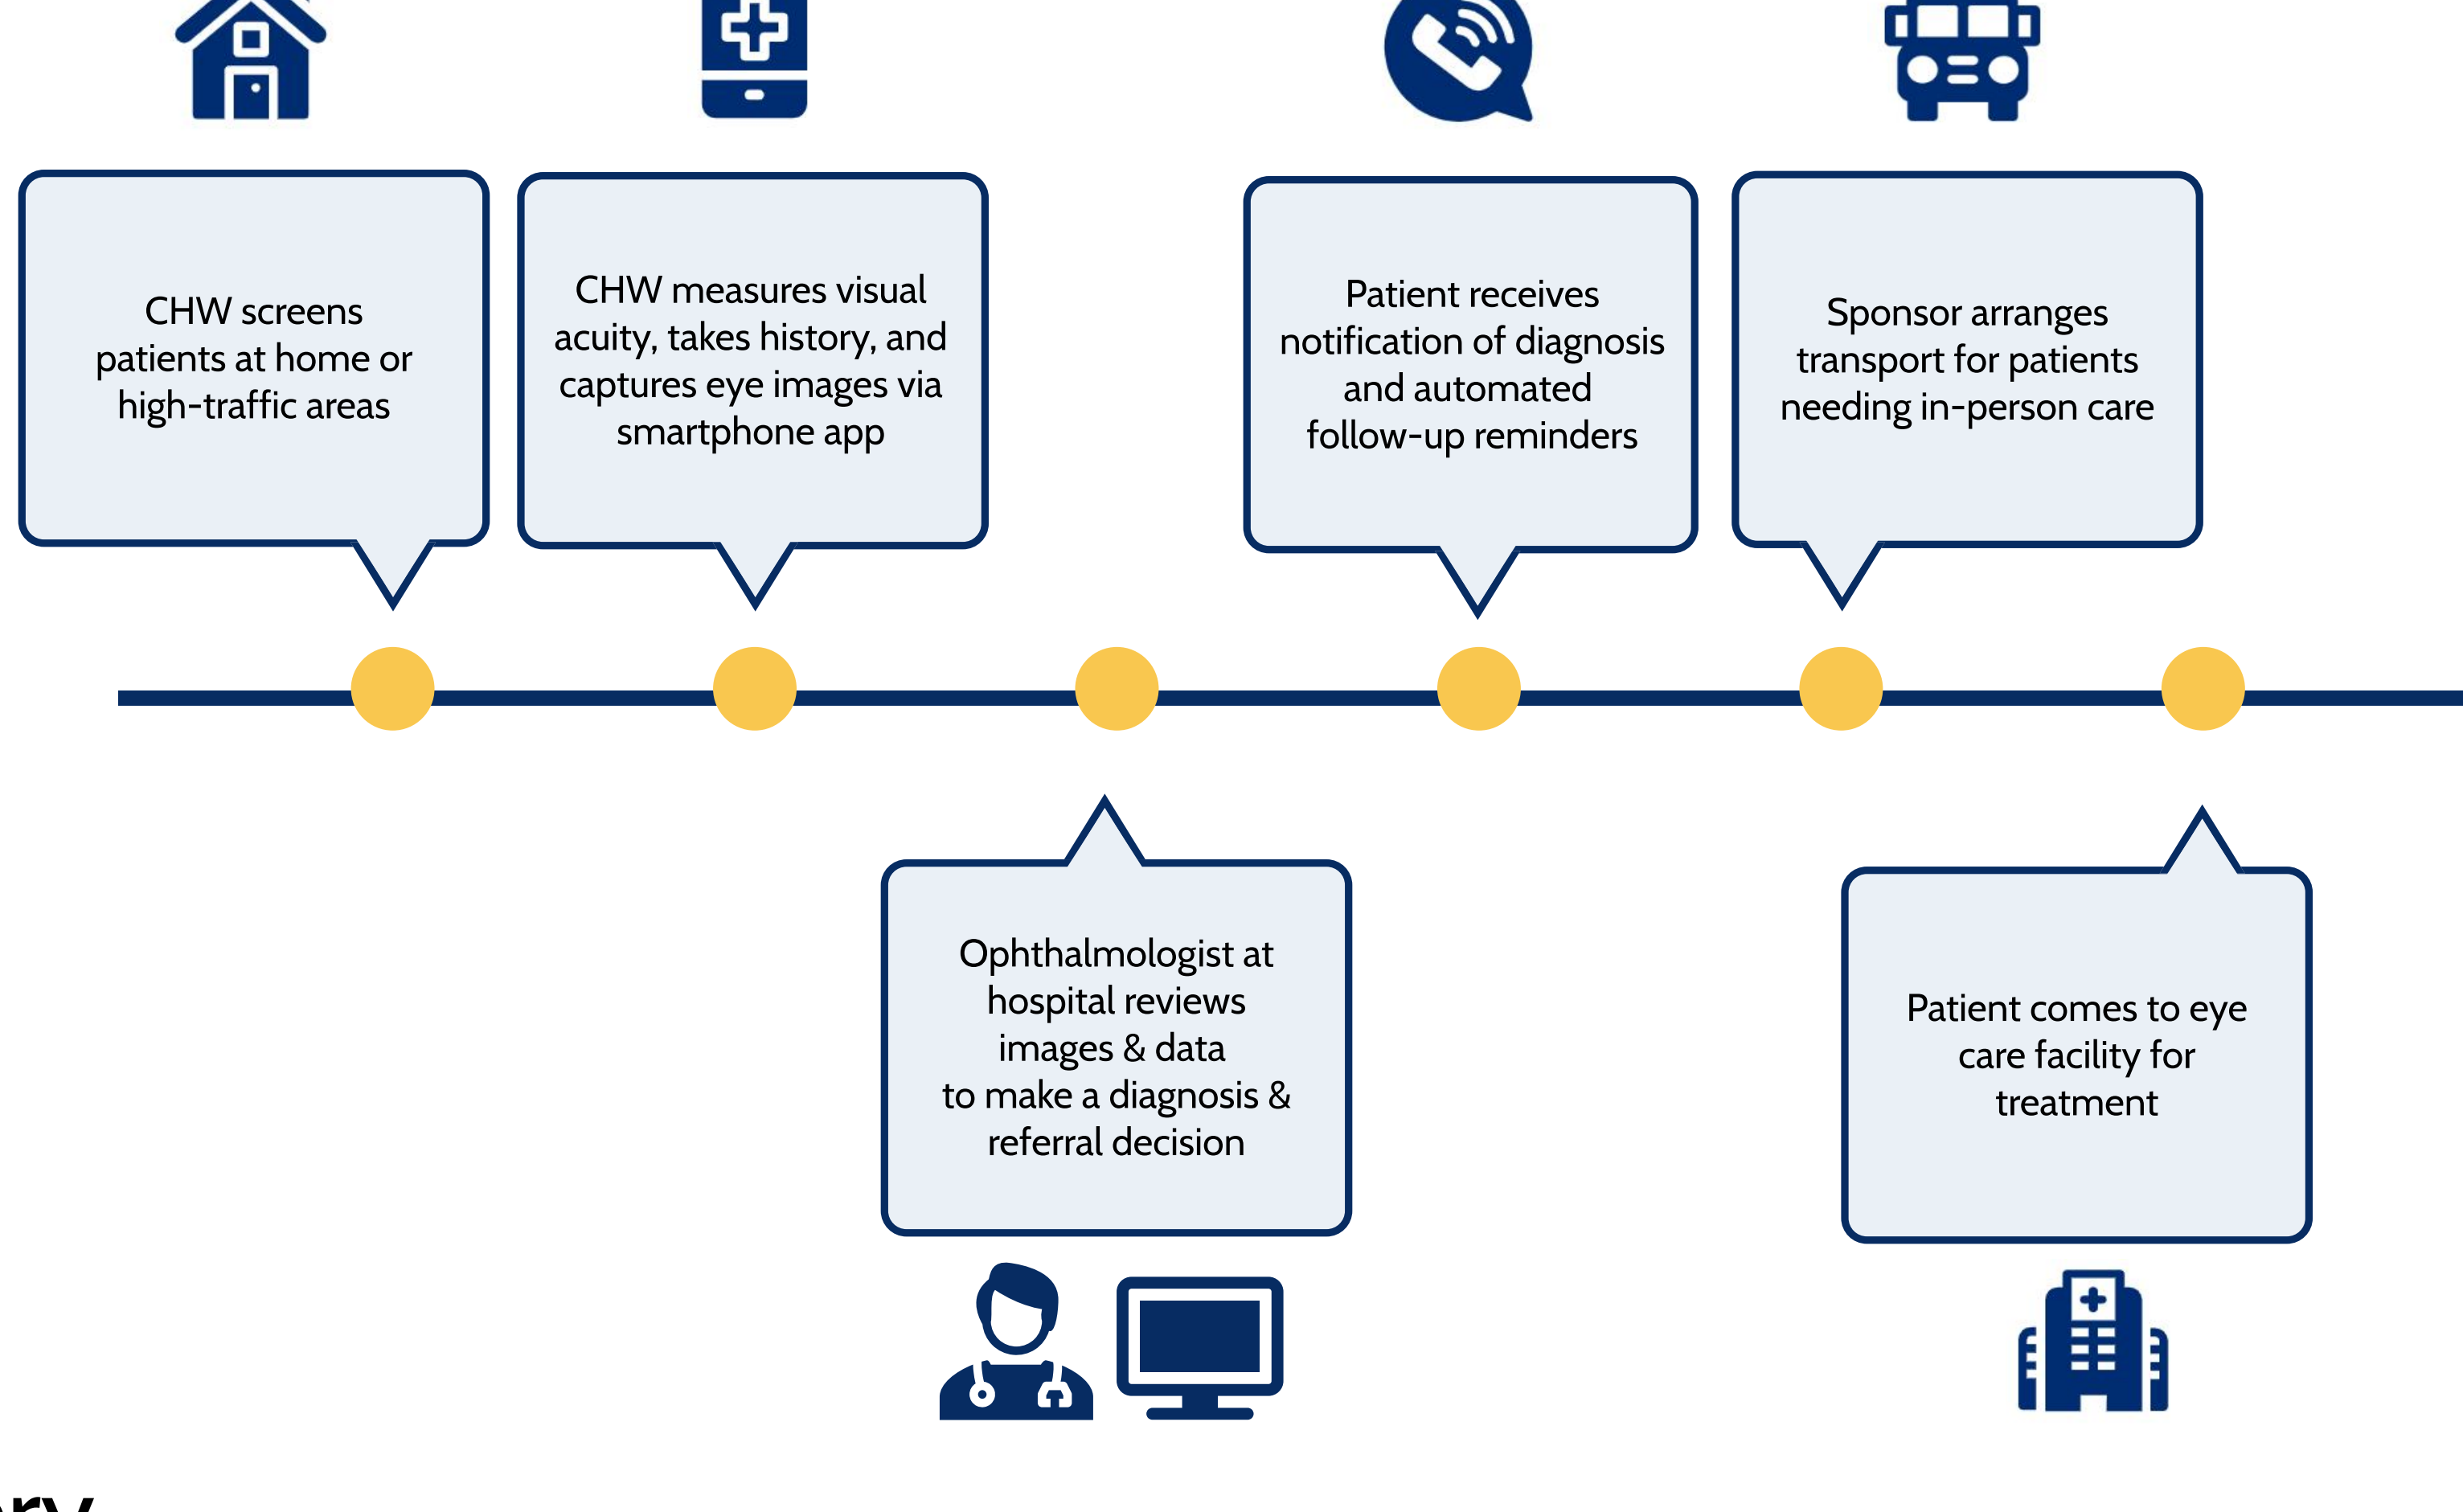 CHW screens
patients at home or
high-traffic areas
CHW measures visual
acuity, takes history, and
captures eye images via
smartphone app
Patient receives
notification of diagnosis
and automated
follow-up reminders
Sponsor arranges
transport for patients
needing in-person care
Ophthalmologist at
hospital reviews
images & data
to make a diagnosis &
referral decision
Patient comes to eye
care facility for
treatment